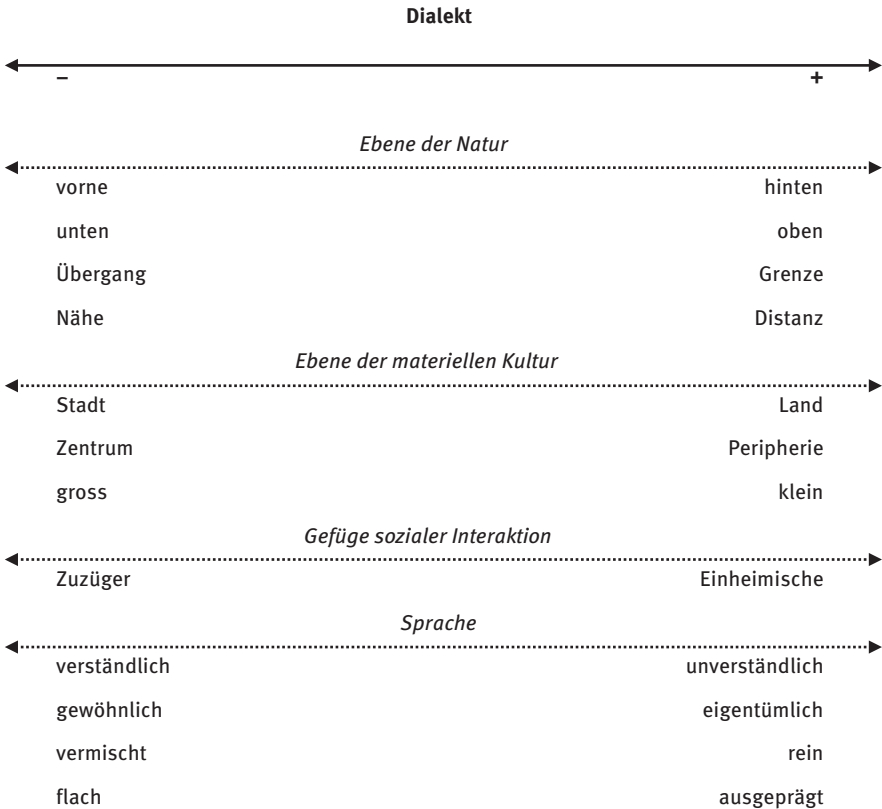 Dialekt
– +
Ebene der Natur
vorne hinten
unten oben
Übergang Grenze
Nähe Distanz
Ebene der materiellen Kultur
Stadt Land
Zentrum Peripherie
gross klein
Gefüge sozialer Interaktion
Zuzüger Einheimische
Sprache
verständlich unverständlich
gewöhnlich eigentümlich
vermischt rein
flach ausgeprägt